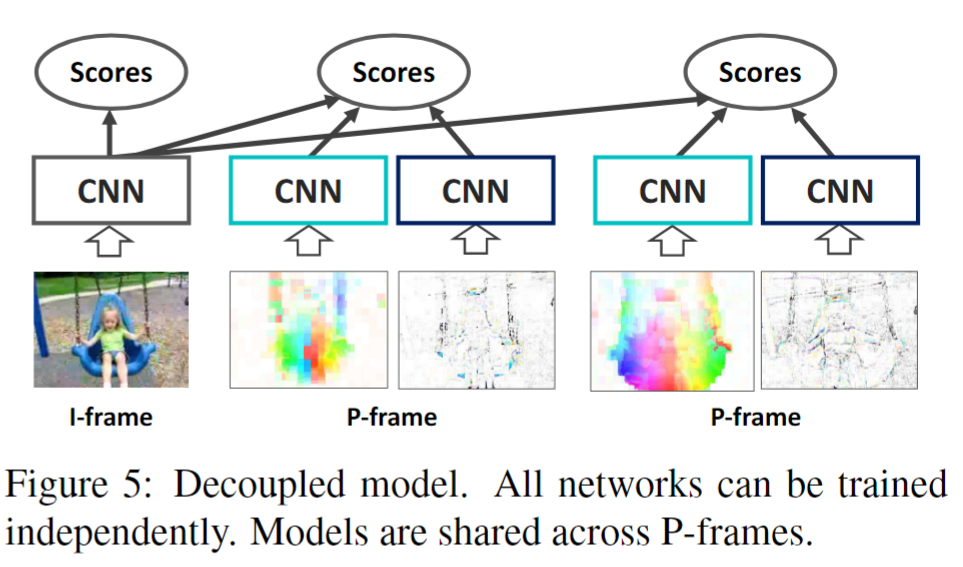 Scores Scores Scores
CNN CNN CNN CNN CNN
I-frame P-frame P-frame
Figure 5: Decoupled model. All networks can be trained
independently. Models are shared across P-frames.